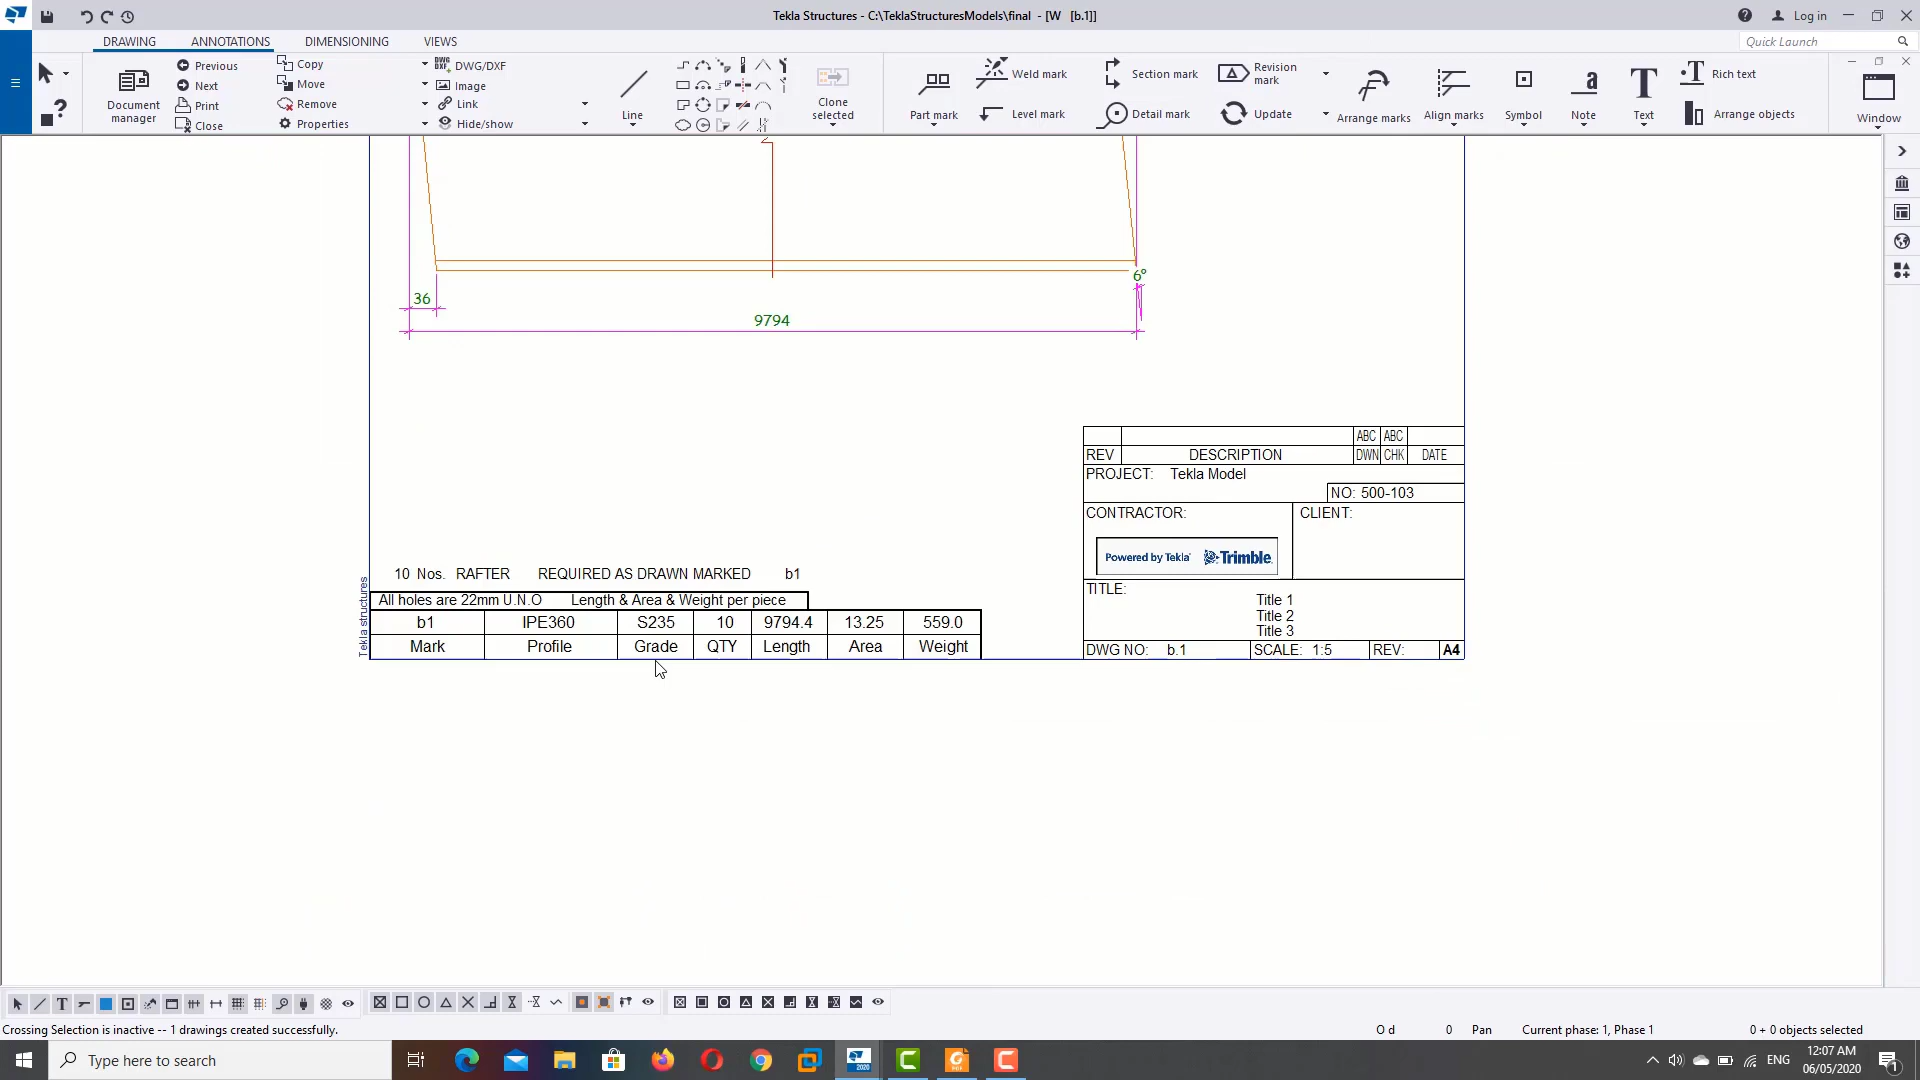 Tekla Structures - C:\TeklaStructuresModels\final - [W [b.1]]
Log in
DRAWING ANNOTATIONS DIMENSIONING VIEWS
Quick Launch
Document manager
Previous
Next
Print
Close
Copy
Move
Remove
Properties
DWG/DXF
Image
Link
Hide/show
Line
Clone selected
Part mark
Weld mark
Level mark
Section mark
Detail mark
Revision mark
Update
Arrange marks
Align marks
Symbol
Note
Text
Rich text
Arrange objects
Window
36
9794
6°
ABC ABC
REV DESCRIPTION DWN CHK DATE
PROJECT: Tekla Model
NO: 500-103
CONTRACTOR: CLIENT:
Powered by Tekla Trimble
TITLE:
Title 1
Title 2
Title 3
DWG NO: b.1 SCALE: 1:5 REV: A4
10 Nos. RAFTER REQUIRED AS DRAWN MARKED b1
All holes are 22mm U.N.O Length & Area & Weight per piece
b1 IPE360 S235 10 9794.4 13.25 559.0
Mark Profile Grade QTY Length Area Weight
Tekla structures
Crossing Selection is inactive -- 1 drawings created successfully.
O d 0 Pan Current phase: 1, Phase 1 0 + 0 objects selected
Type here to search
2020
ENG
12:07 AM
06/05/2020
1